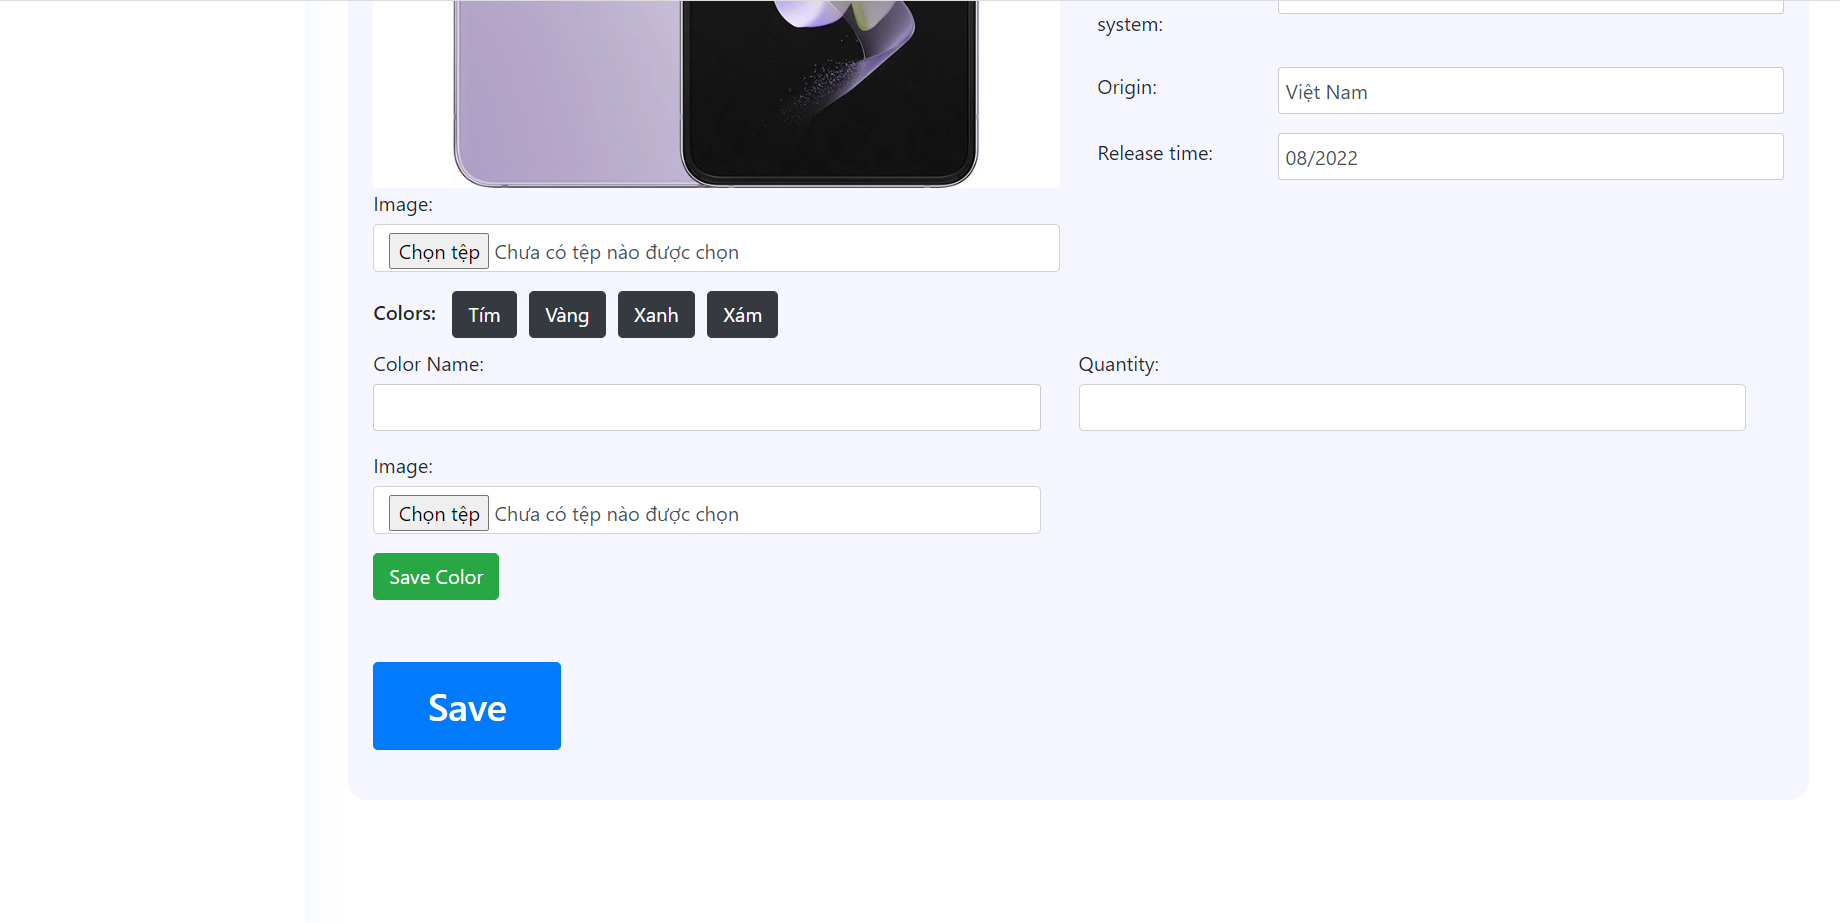 system:
Origin:
Việt Nam
Release time:
08/2022
Image:
Chọn tệp Chưa có tệp nào được chọn
Colors: Tím Vàng Xanh Xám
Color Name:
Quantity:
Image:
Chọn tệp Chưa có tệp nào được chọn
Save Color
Save